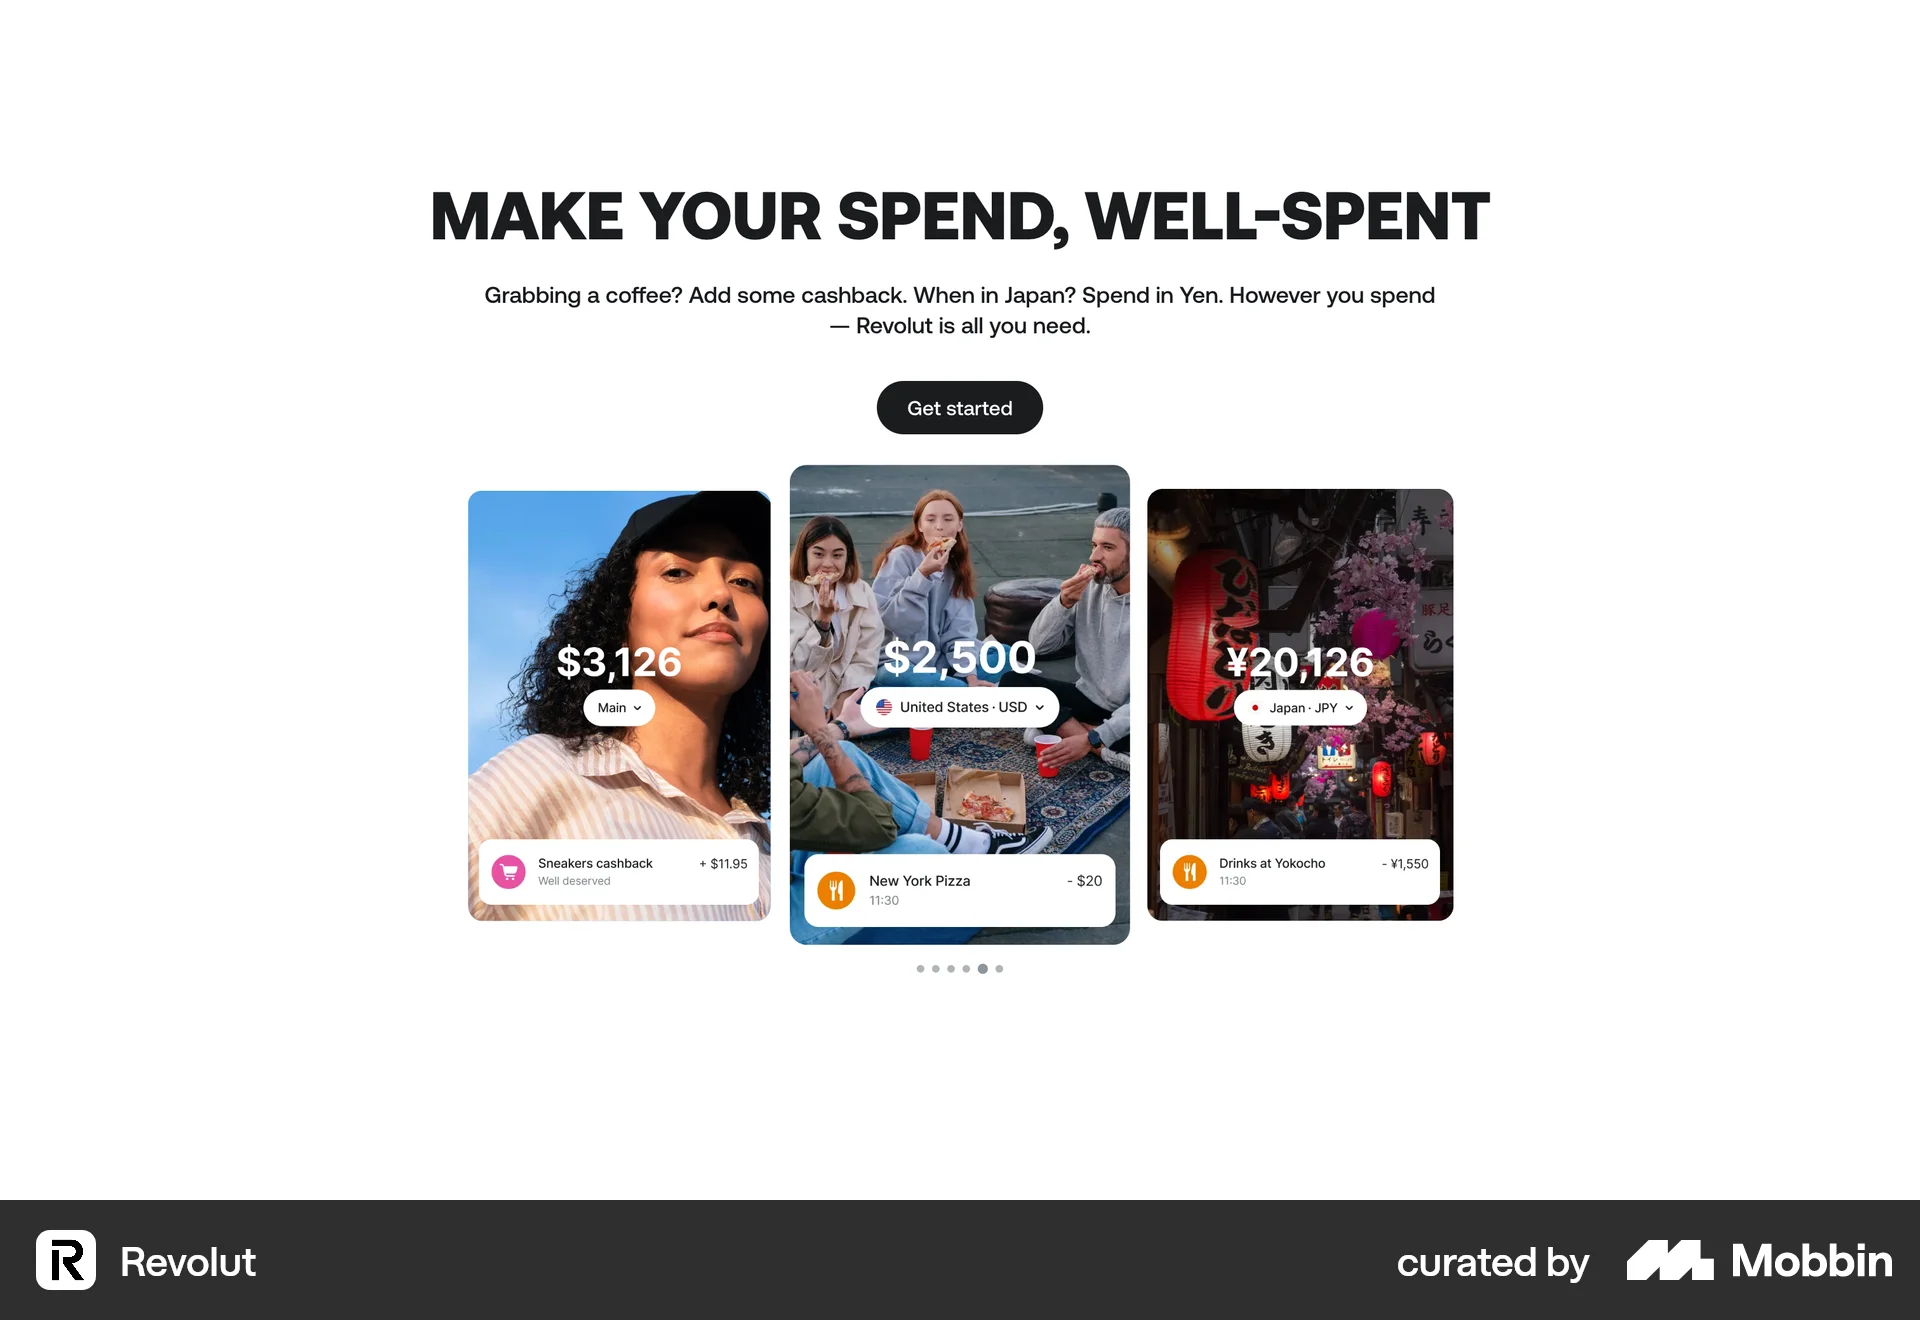 MAKE YOUR SPEND, WELL-SPENT
Grabbing a coffee? Add some cashback. When in Japan? Spend in Yen. However you spend
— Revolut is all you need.
Get started
$3,126
Main
Sneakers cashback
+ $11.95
Well deserved
$2,500
United States · USD
New York Pizza
- $20
11:30
¥20,126
Japan · JPY
Drinks at Yokocho
- ¥1,550
11:30
Revolut
curated by
Mobbin